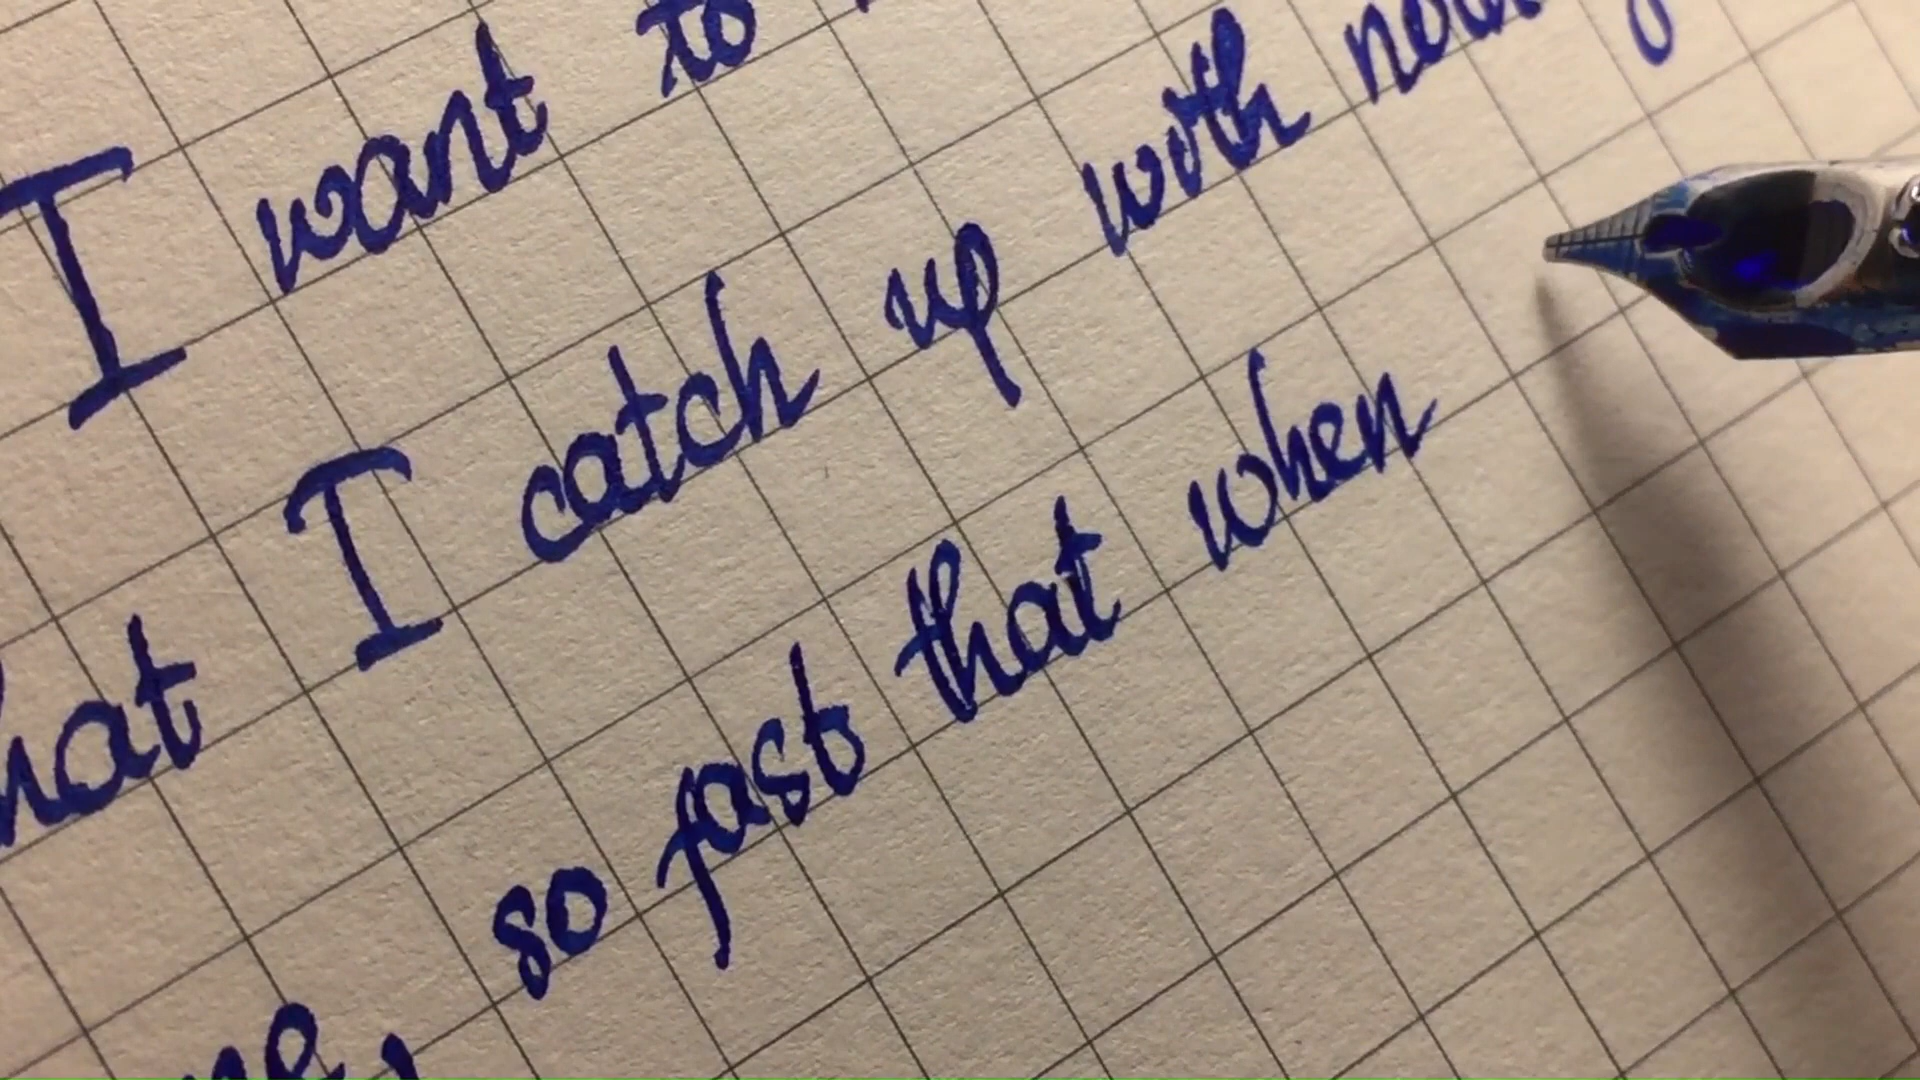 I want to
hat I catch up with
so fast that when